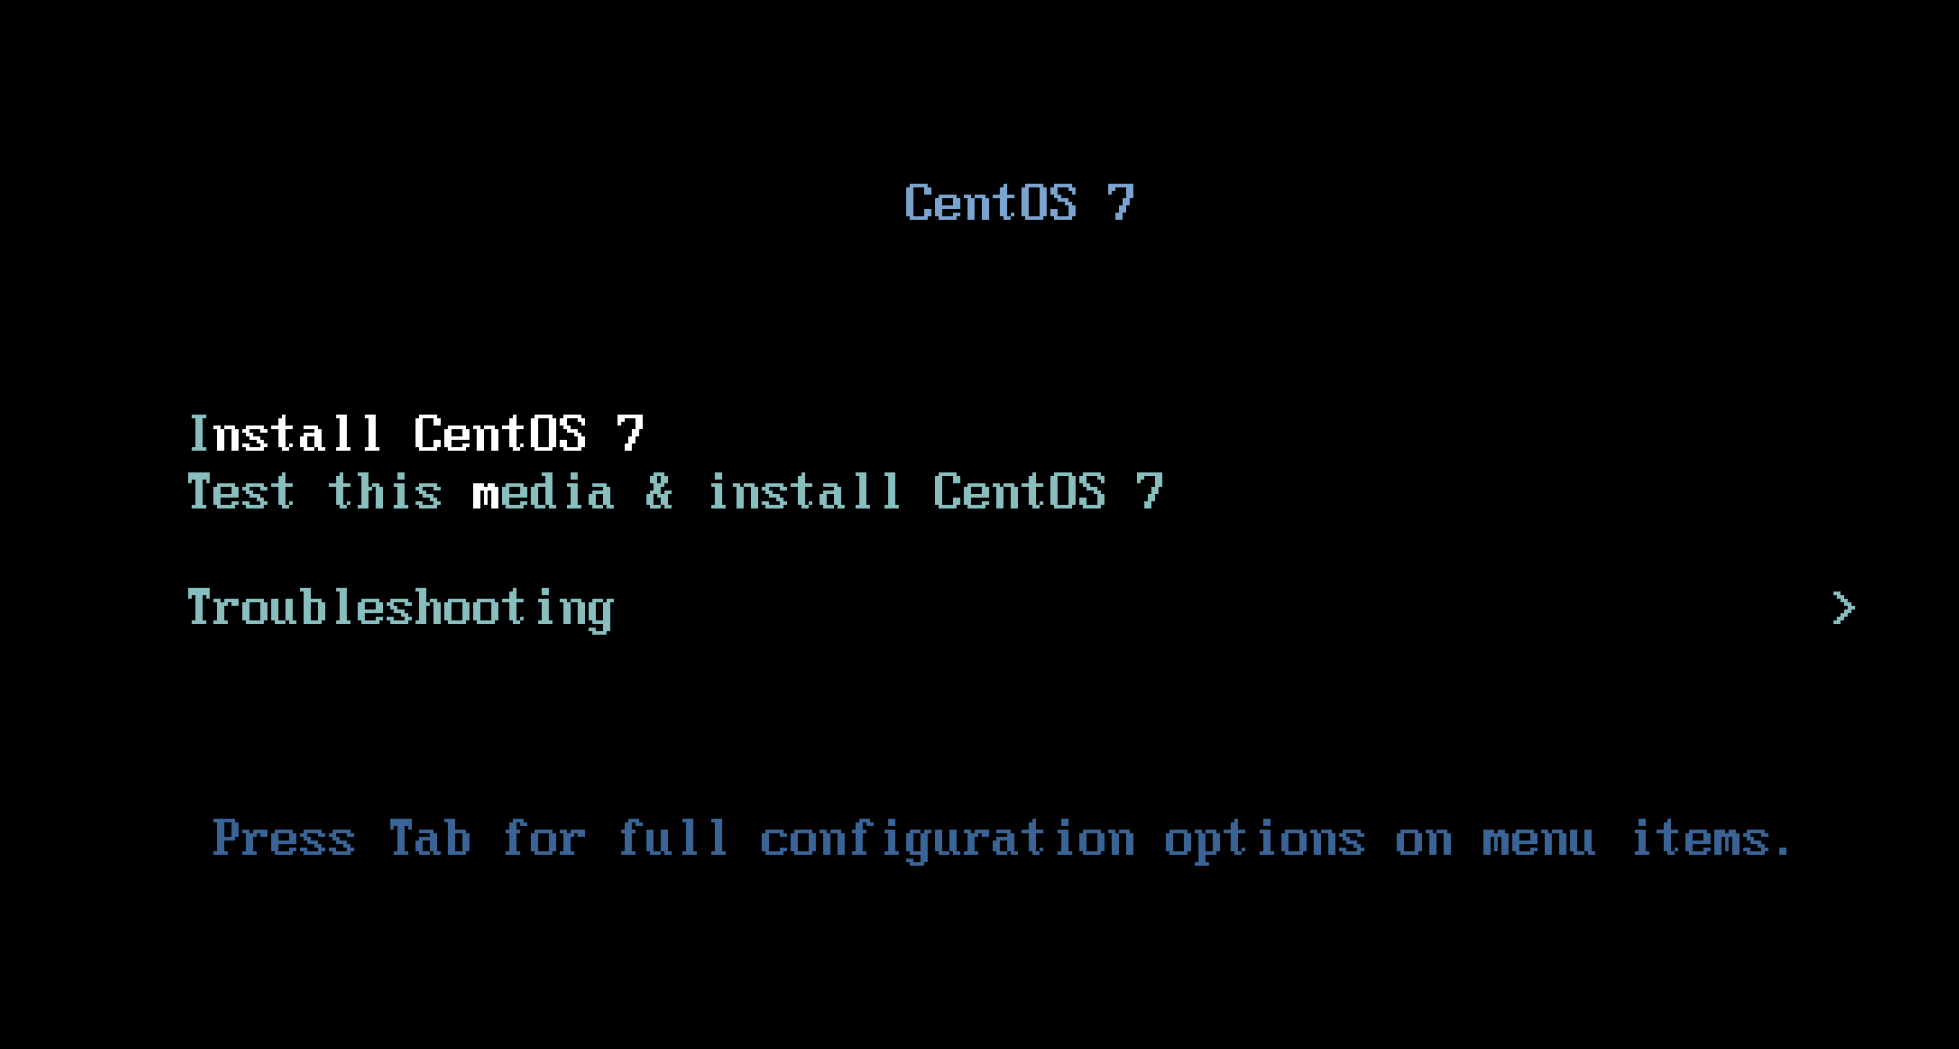 CentOS 7
Install CentOS 7
Test this media & install CentOS 7
Troubleshooting >
Press Tab for full configuration options on menu items.